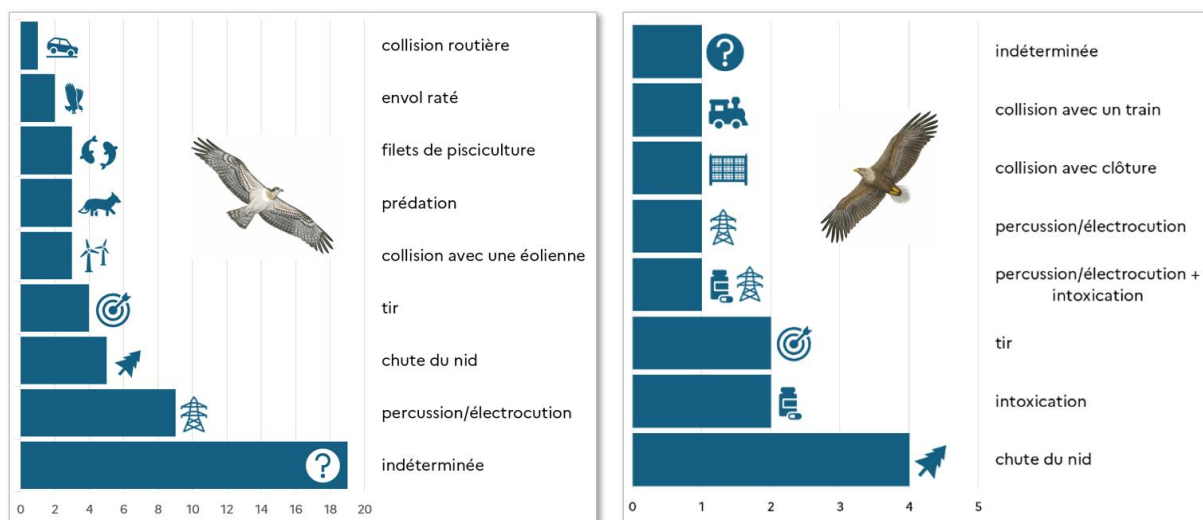 collision routière
envol raté
filets de pisciculture
prédation
collision avec une éolienne
tir
chute du nid
percussion/électrocution
indéterminée
0 2 4 6 8 10 12 14 16 18 20
indéterminée
collision avec un train
collision avec clôture
percussion/électrocution
percussion/électrocution +
intoxication
tir
intoxication
chute du nid
0 1 2 3 4 5